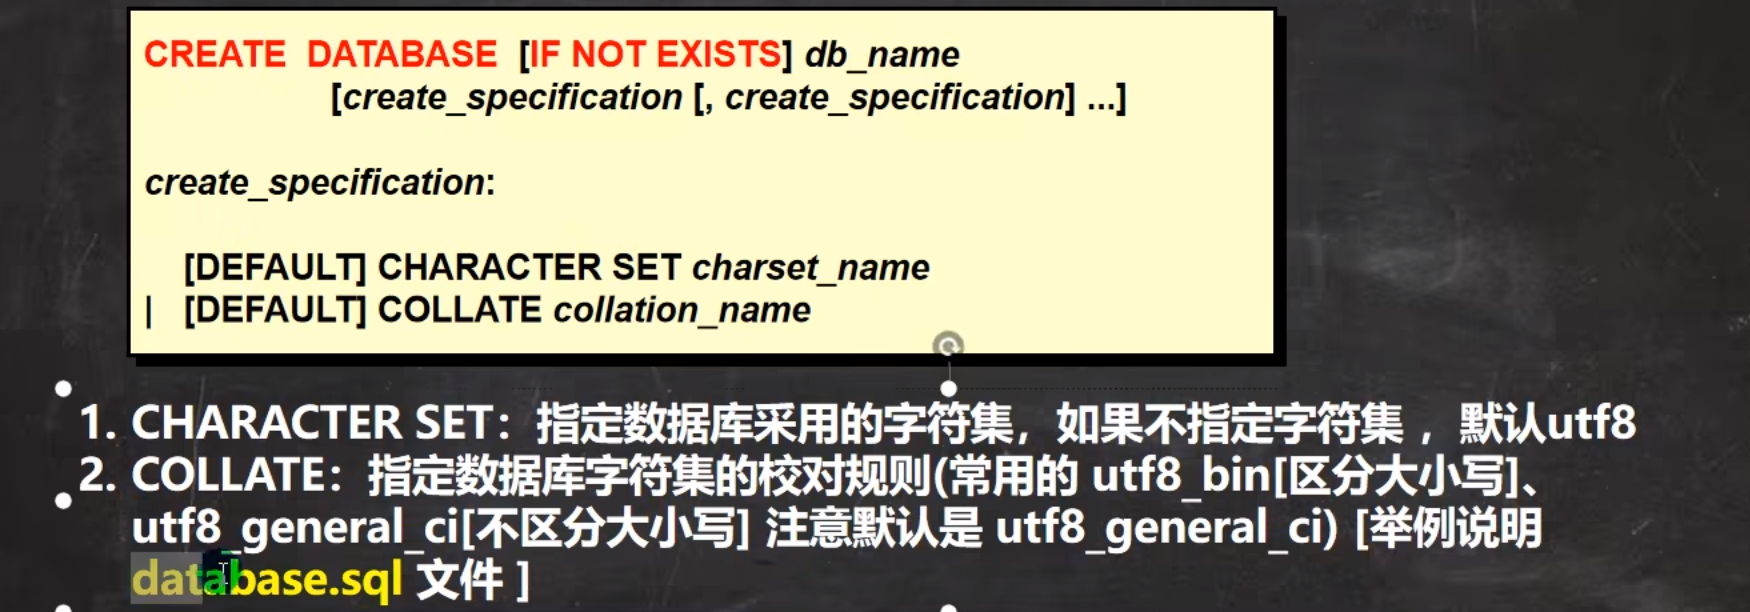 CREATE DATABASE [IF NOT EXISTS] db_name
[create_specification [, create_specification] ...]
create_specification:
[DEFAULT] CHARACTER SET charset_name
| [DEFAULT] COLLATE collation_name
1. CHARACTER SET：指定数据库采用的字符集，如果不指定字符集，默认utf8
2. COLLATE：指定数据库字符集的校对规则(常用的 utf8_bin[区分大小写]、
utf8_general_ci[不区分大小写] 注意默认是 utf8_general_ci) [举例说明
database.sql 文件 ]